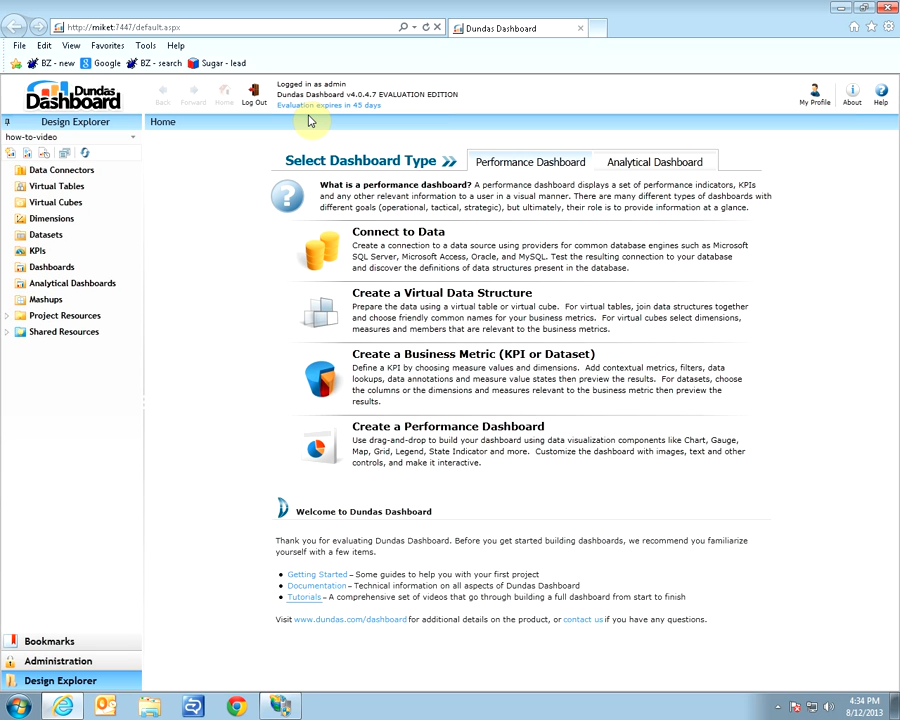 http://miket:7447/default.aspx
Dundas Dashboard
File Edit View Favorites Tools Help
BZ - new Google BZ - search Sugar - lead
Dundas
Dashboard
Back Forward Home Log Out
Logged in as admin
Dundas Dashboard v4.0.4.7 EVALUATION EDITION
Evaluation expires in 45 days
My Profile About Help
Design Explorer
Home
how-to-video
Data Connectors
Virtual Tables
Virtual Cubes
Dimensions
Datasets
KPIs
Dashboards
Analytical Dashboards
Mashups
Project Resources
Shared Resources
Select Dashboard Type
Performance Dashboard
Analytical Dashboard
What is a performance dashboard? A performance dashboard displays a set of performance indicators, KPIs
and any other relevant information to a user in a visual manner. There are many different types of dashboards with
different goals (operational, tactical, strategic), but ultimately, their role is to provide information at a glance.
Connect to Data
Create a connection to a data source using providers for common database engines such as Microsoft
SQL Server, Microsoft Access, Oracle, and MySQL. Test the resulting connection to your database
and discover the definitions of data structures present in the database.
Create a Virtual Data Structure
Prepare the data using a virtual table or virtual cube. For virtual tables, join data structures together
and choose friendly common names for your business metrics. For virtual cubes select dimensions,
measures and members that are relevant to the business metric then preview the results.
Create a Business Metric (KPI or Dataset)
Define a KPI by choosing measure values and dimensions. Add contextual metrics, filters, data
lookups, data annotations and measure value states then preview the results. For datasets, choose
the columns or the dimensions and measures relevant to the business metric then preview the
results.
Create a Performance Dashboard
Use drag-and-drop to build your dashboard using data visualization components like Chart, Gauge,
Map, Grid, Legend, State Indicator and more. Customize the dashboard with images, text and other
controls, and make it interactive.
Welcome to Dundas Dashboard
Thank you for evaluating Dundas Dashboard. Before you get started building dashboards, we recommend you familiarize
yourself with a few items.
Getting Started – Some guides to help you with your first project
Documentation – Technical information on all aspects of Dundas Dashboard
Tutorials – A comprehensive set of videos that go through building a full dashboard from start to finish
Visit www.dundas.com/dashboard for additional details on the product, or contact us if you have any questions.
Bookmarks
Administration
Design Explorer
4:34 PM
8/12/2013